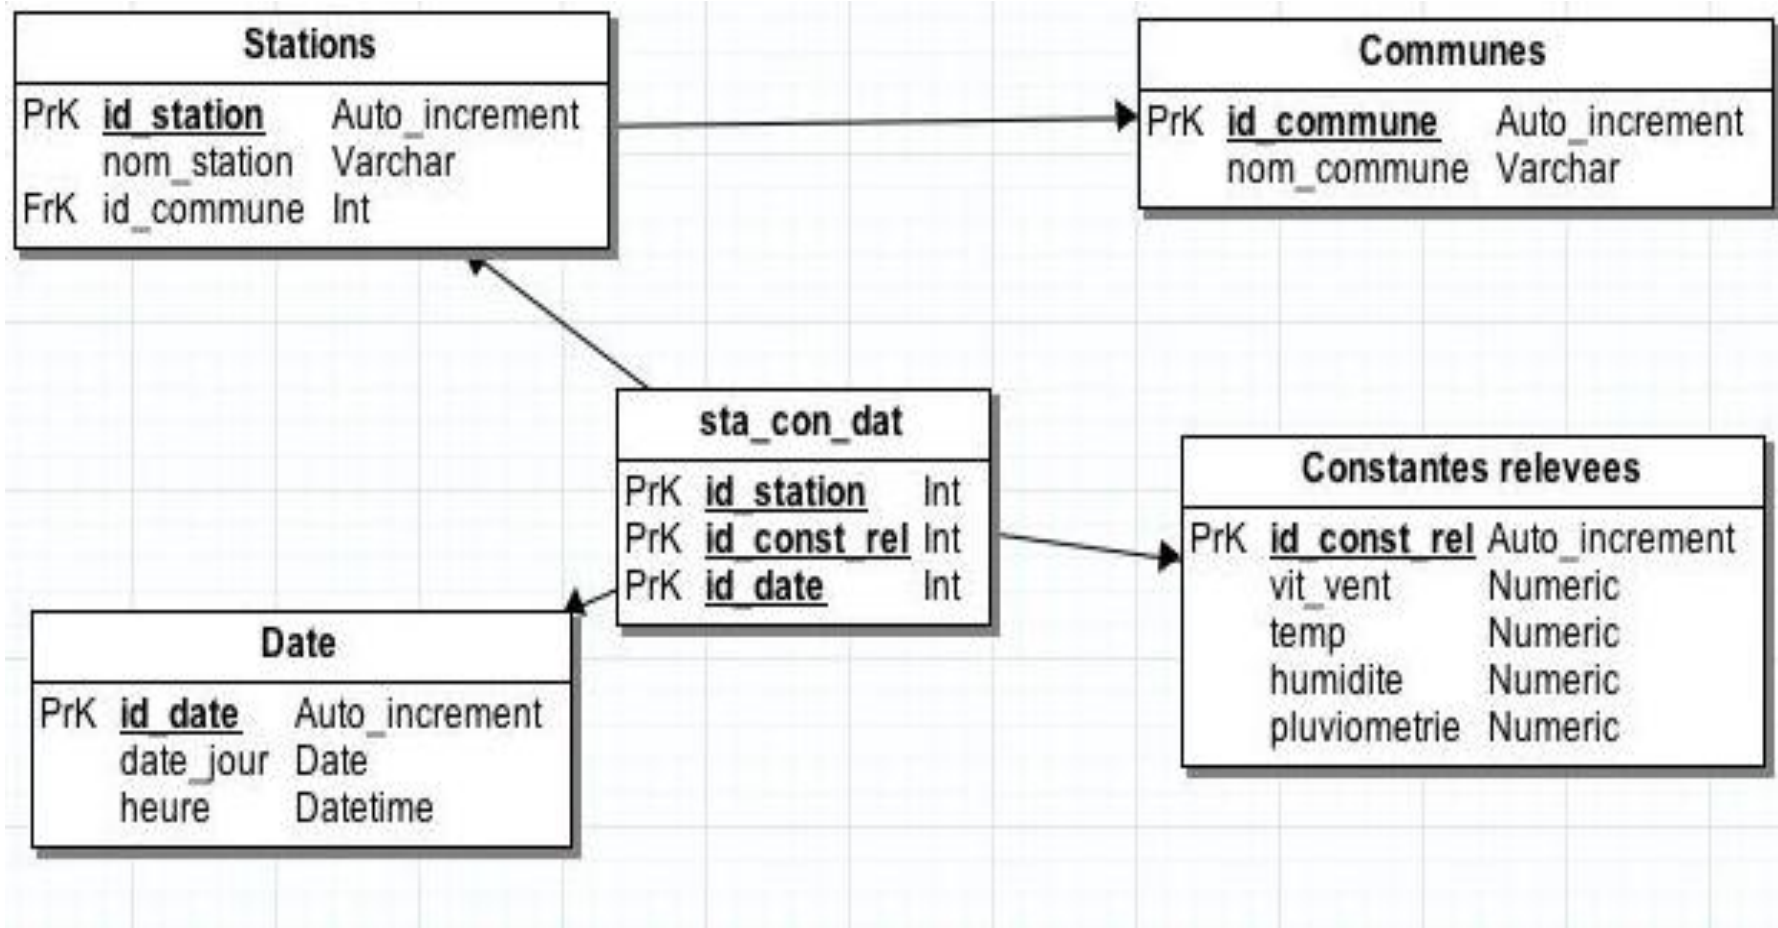 Stations
PrK id_station Auto_increment
nom_station Varchar
FrK id_commune Int
Communes
PrK id_commune Auto_increment
nom_commune Varchar
sta_con_dat
PrK id_station Int
PrK id_const_rel Int
PrK id_date Int
Constantes relevees
PrK id_const_rel Auto_increment
vit_vent Numeric
temp Numeric
humidite Numeric
pluviometrie Numeric
Date
PrK id_date Auto_increment
date_jour Date
heure Datetime